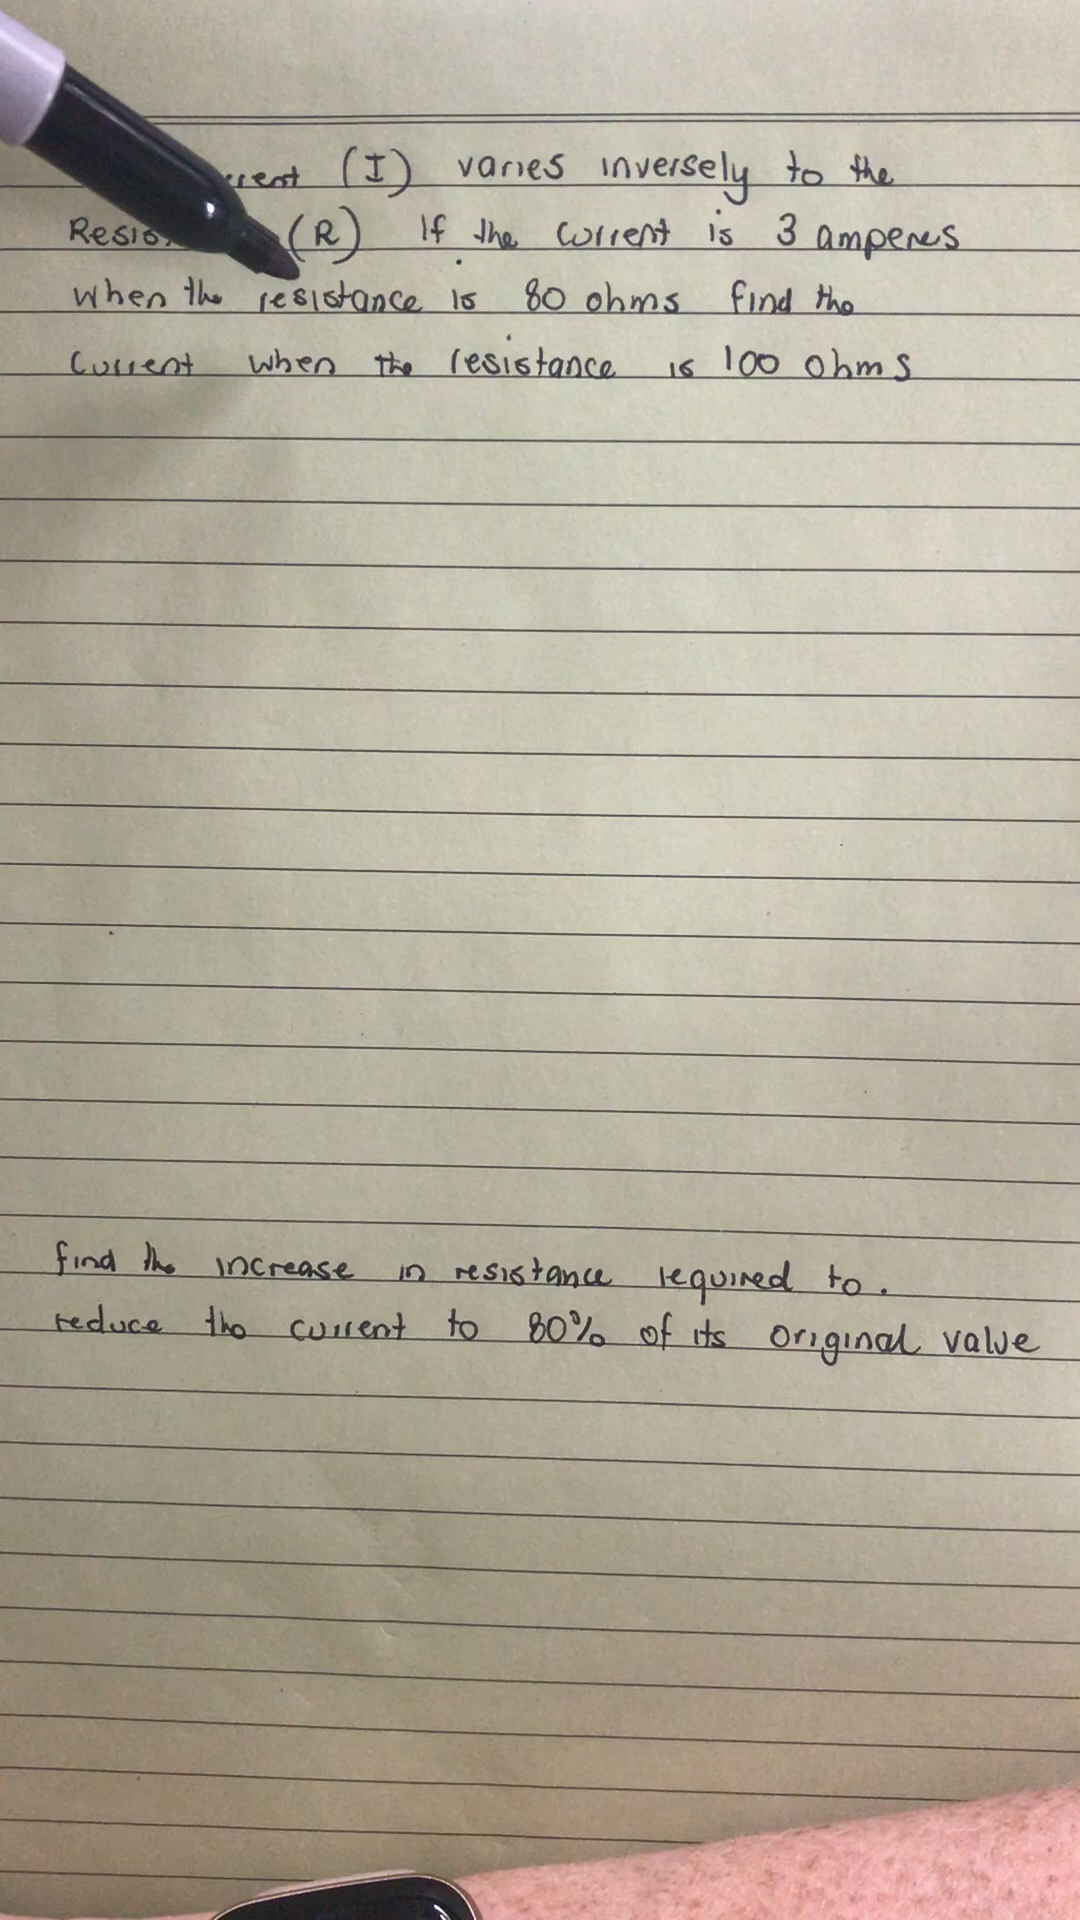 (I) varies inversely to the
(R) If the current is 3 amperes
when the resistance is 80 ohms find the
current when the resistance is 100 ohms
find the increase in resistance required to.
reduce the current to 80% of its original value